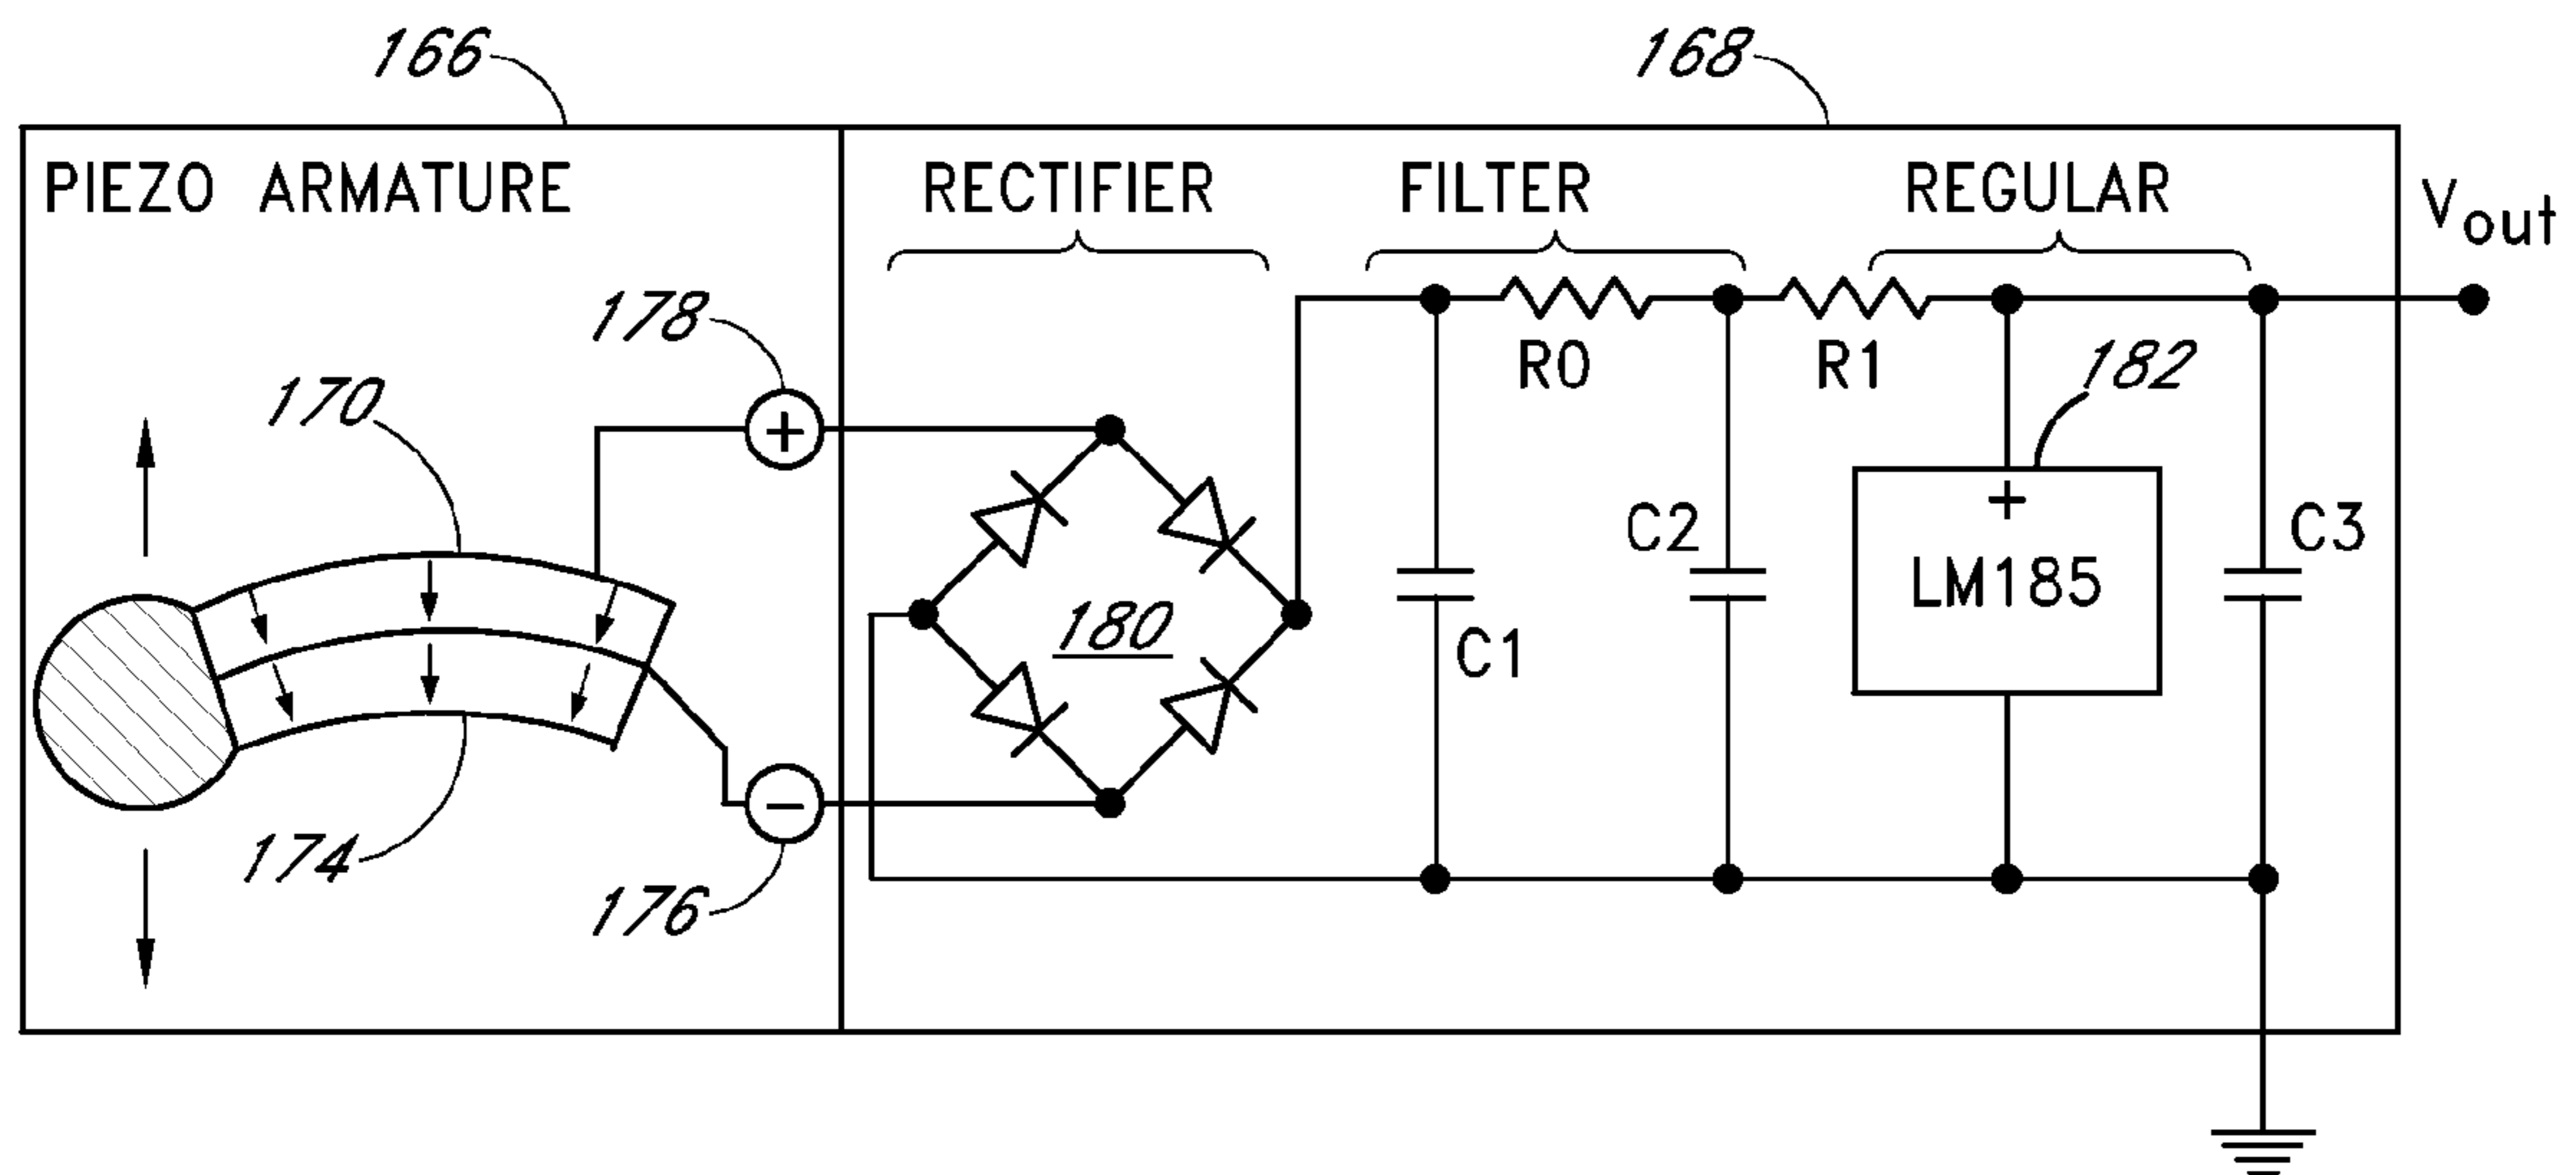 166
168
PIEZO ARMATURE
RECTIFIER
FILTER
REGULAR
Vout
178
170
+
R0
R1
182
+
C2
C3
LM185
180
C1
174
−
176